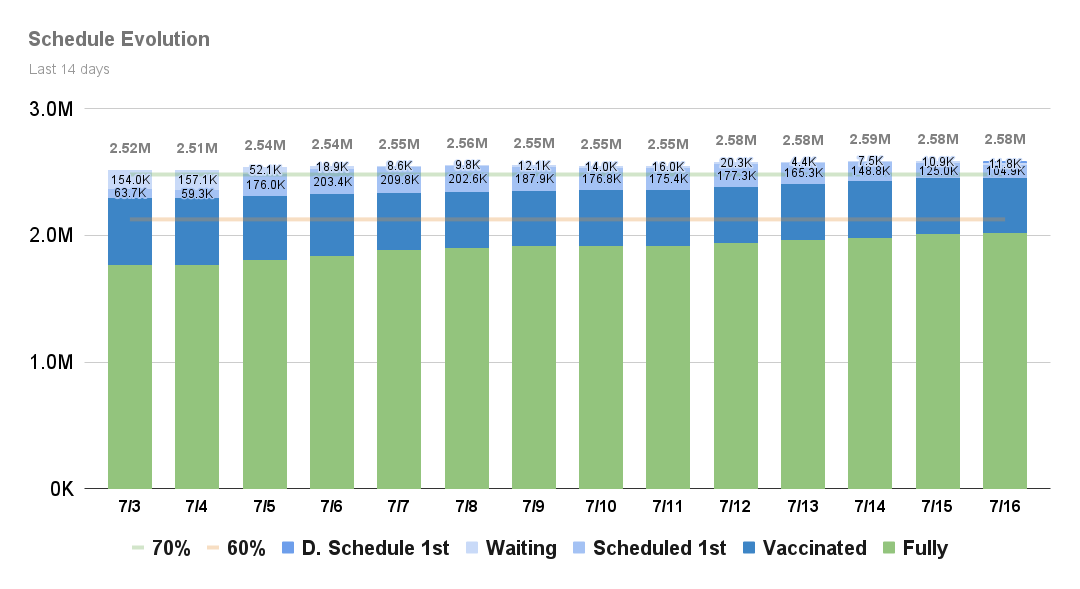 Schedule Evolution
Last 14 days
3.0M
2.52M 2.51M 2.54M 2.54M 2.55M 2.56M 2.55M 2.55M 2.55M 2.58M 2.58M 2.59M 2.58M 2.58M
154.0K 157.1K 52.1K 18.9K 8.6K 9.8K 12.1K 14.0K 16.0K 20.3K 4.4K 7.5K 10.9K 11.8K
63.7K 59.3K 176.0K 203.4K 209.8K 202.6K 187.9K 176.8K 175.4K 177.3K 165.3K 148.8K 125.0K 104.9K
2.0M
1.0M
0K
7/3 7/4 7/5 7/6 7/7 7/8 7/9 7/10 7/11 7/12 7/13 7/14 7/15 7/16
70% 60% D. Schedule 1st Waiting Scheduled 1st Vaccinated Fully